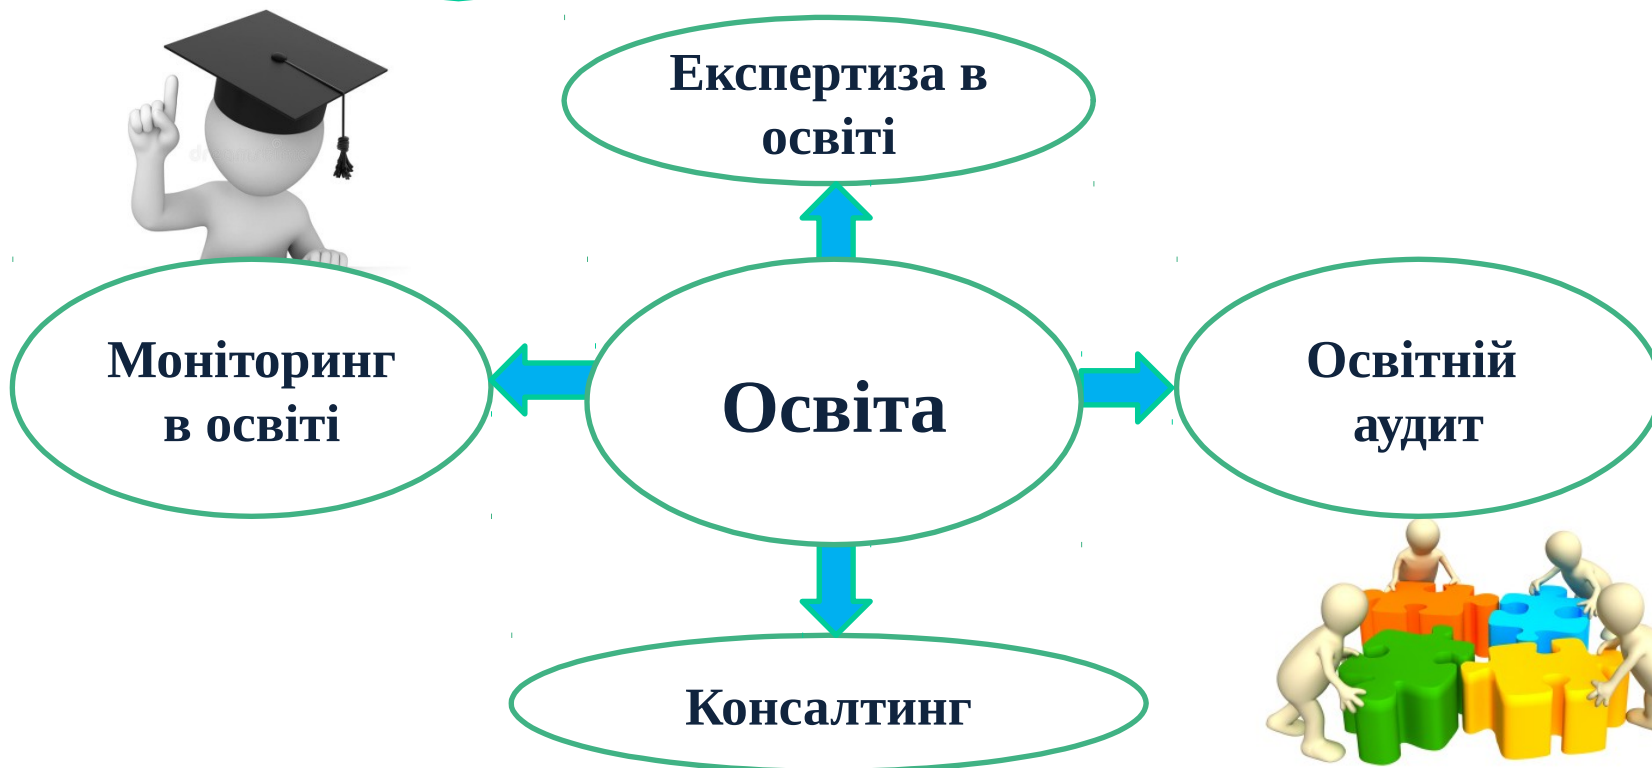 Експертиза в
освіті
Моніторинг
в освіті
Освіта
Освітній
аудит
Консалтинг